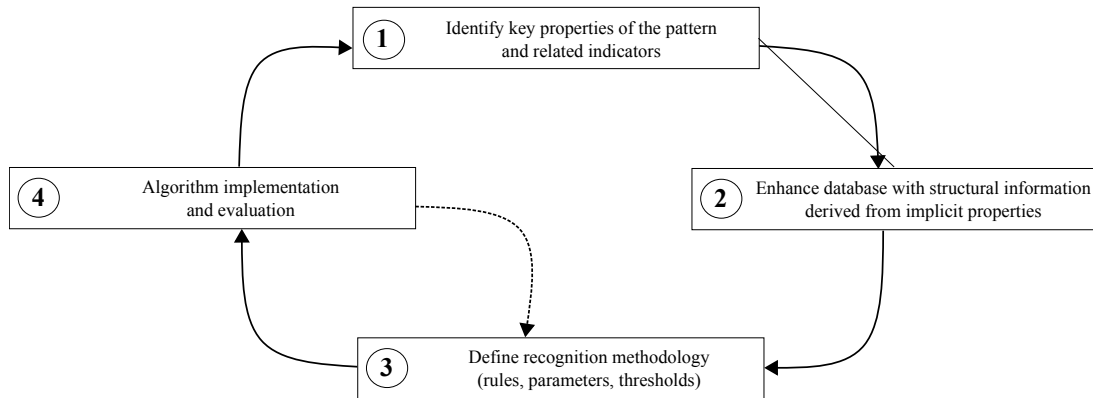 1
Identify key properties of the pattern
and related indicators
2
Enhance database with structural information
derived from implicit properties
3
Define recognition methodology
(rules, parameters, thresholds)
4
Algorithm implementation
and evaluation